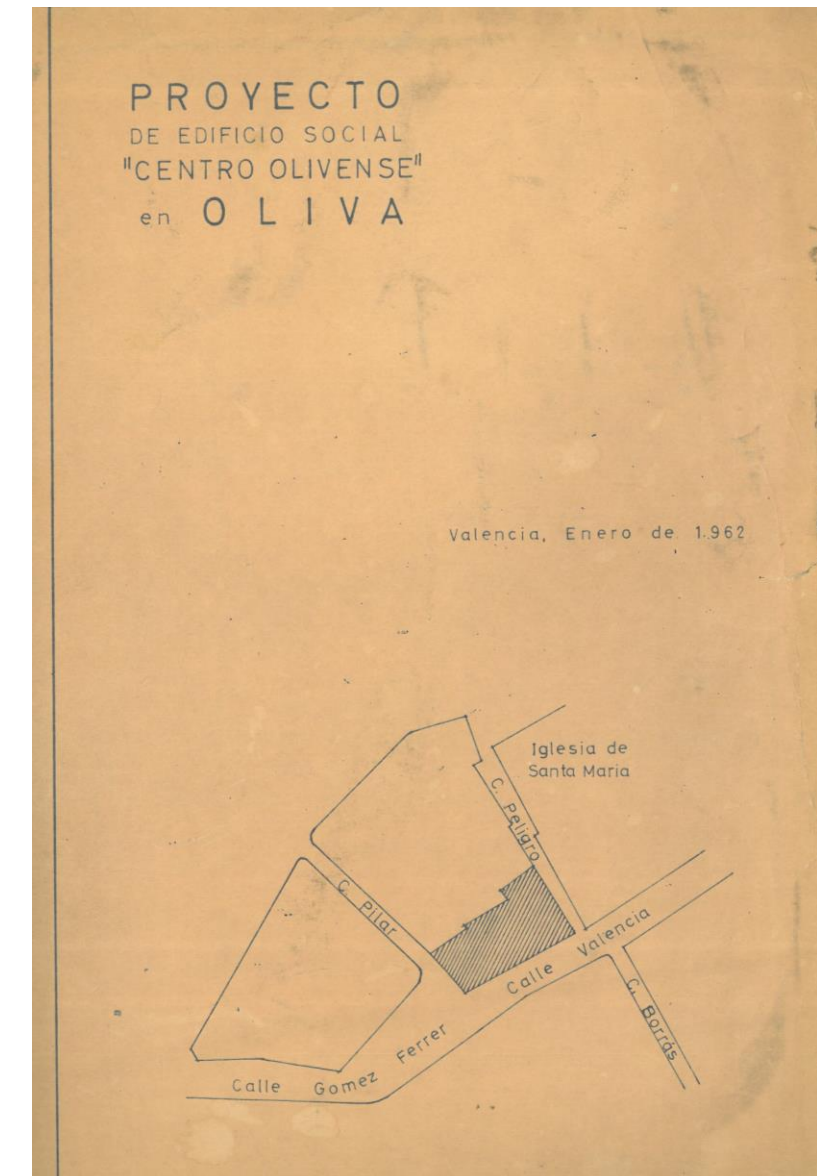 PROYECTO
DE EDIFICIO SOCIAL
"CENTRO OLIVENSE"
en OLIVA
Valencia, Enero de 1.962
Iglesia de
Santa Maria
C. Peligro
C. Pilar
Calle Valencia
C. Borrás
Calle Gomez Ferrer